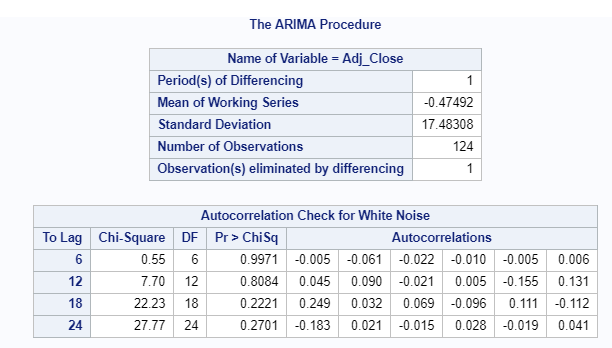 The ARIMA Procedure
Name of Variable = Adj_Close
Period(s) of Differencing 1
Mean of Working Series -0.47492
Standard Deviation 17.48308
Number of Observations 124
Observation(s) eliminated by differencing 1
Autocorrelation Check for White Noise
To Lag Chi-Square DF Pr > ChiSq Autocorrelations
6 0.55 6 0.9971 -0.005 -0.061 -0.022 -0.010 -0.005 0.006
12 7.70 12 0.8084 0.045 0.090 -0.021 0.005 -0.155 0.131
18 22.23 18 0.2221 0.249 0.032 0.069 -0.096 0.111 -0.112
24 27.77 24 0.2701 -0.183 0.021 -0.015 0.028 -0.019 0.041